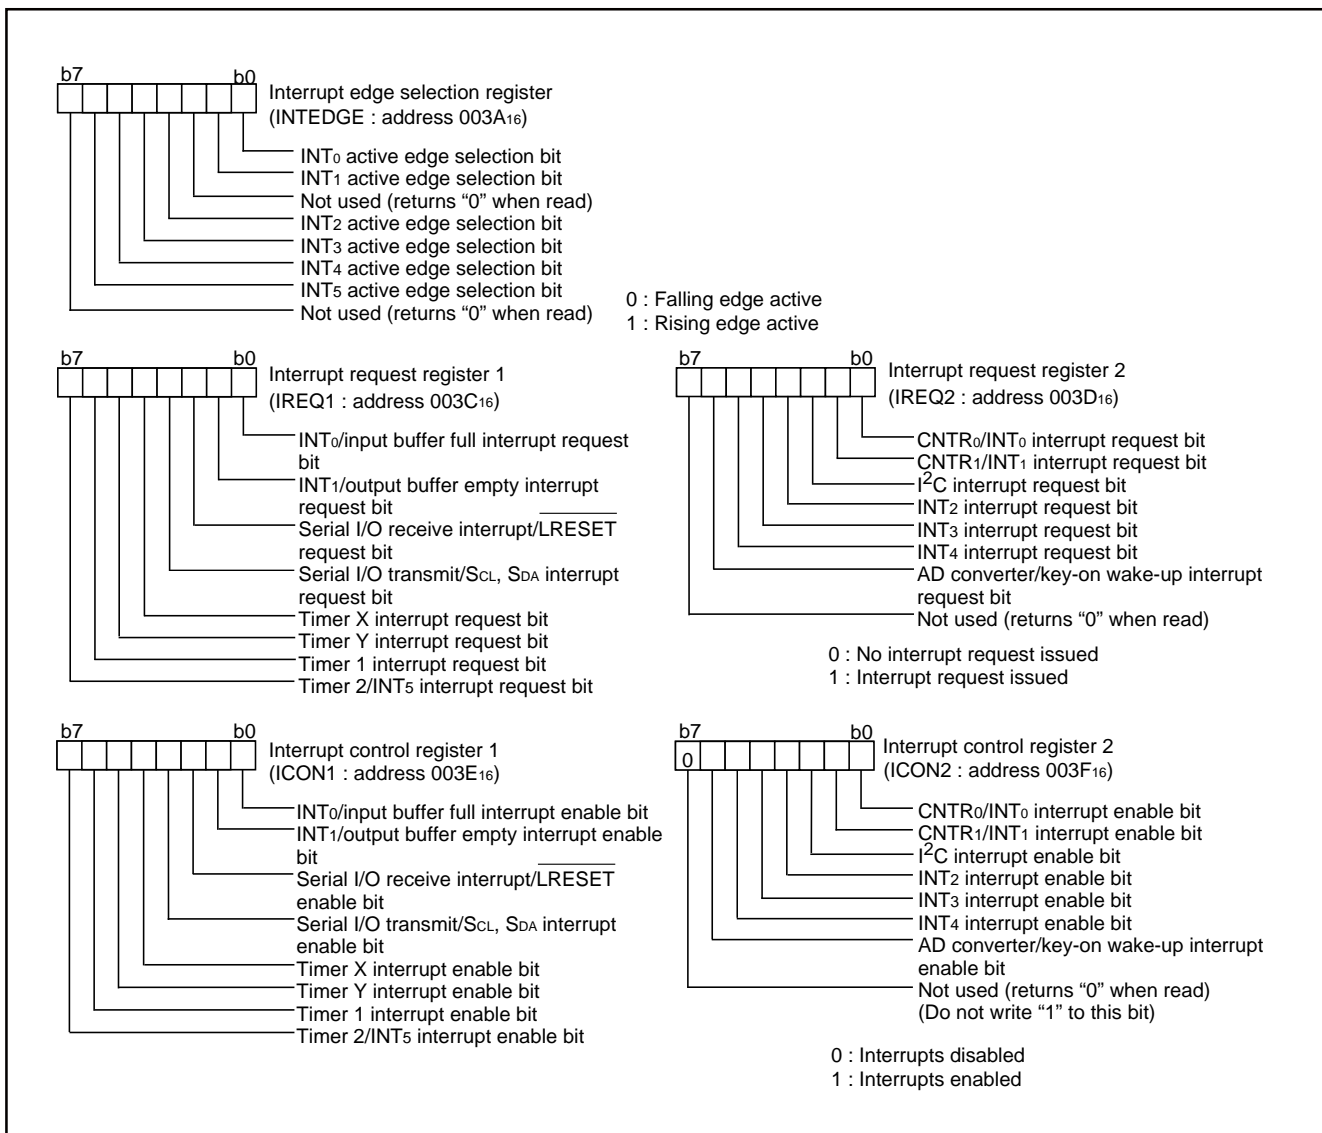 b7 b0
Interrupt edge selection register
(INTEDGE : address 003A16)
INT0 active edge selection bit
INT1 active edge selection bit
Not used (returns “0” when read)
INT2 active edge selection bit
INT3 active edge selection bit
INT4 active edge selection bit
INT5 active edge selection bit
Not used (returns “0” when read)
0 : Falling edge active
1 : Rising edge active
b7 b0
Interrupt request register 1
(IREQ1 : address 003C16)
INT0/input buffer full interrupt request
bit
INT1/output buffer empty interrupt
request bit
Serial I/O receive interrupt/LRESET
request bit
Serial I/O transmit/SCL, SDA interrupt
request bit
Timer X interrupt request bit
Timer Y interrupt request bit
Timer 1 interrupt request bit
Timer 2/INT5 interrupt request bit
b7 b0
Interrupt request register 2
(IREQ2 : address 003D16)
CNTR0/INT0 interrupt request bit
CNTR1/INT1 interrupt request bit
I2C interrupt request bit
INT2 interrupt request bit
INT3 interrupt request bit
INT4 interrupt request bit
AD converter/key-on wake-up interrupt
request bit
Not used (returns “0” when read)
0 : No interrupt request issued
1 : Interrupt request issued
b7 b0
Interrupt control register 1
(ICON1 : address 003E16)
INT0/input buffer full interrupt enable bit
INT1/output buffer empty interrupt enable
bit
Serial I/O receive interrupt/LRESET
enable bit
Serial I/O transmit/SCL, SDA interrupt
enable bit
Timer X interrupt enable bit
Timer Y interrupt enable bit
Timer 1 interrupt enable bit
Timer 2/INT5 interrupt enable bit
b7 b0
0
Interrupt control register 2
(ICON2 : address 003F16)
CNTR0/INT0 interrupt enable bit
CNTR1/INT1 interrupt enable bit
I2C interrupt enable bit
INT2 interrupt enable bit
INT3 interrupt enable bit
INT4 interrupt enable bit
AD converter/key-on wake-up interrupt
enable bit
Not used (returns “0” when read)
(Do not write “1” to this bit)
0 : Interrupts disabled
1 : Interrupts enabled